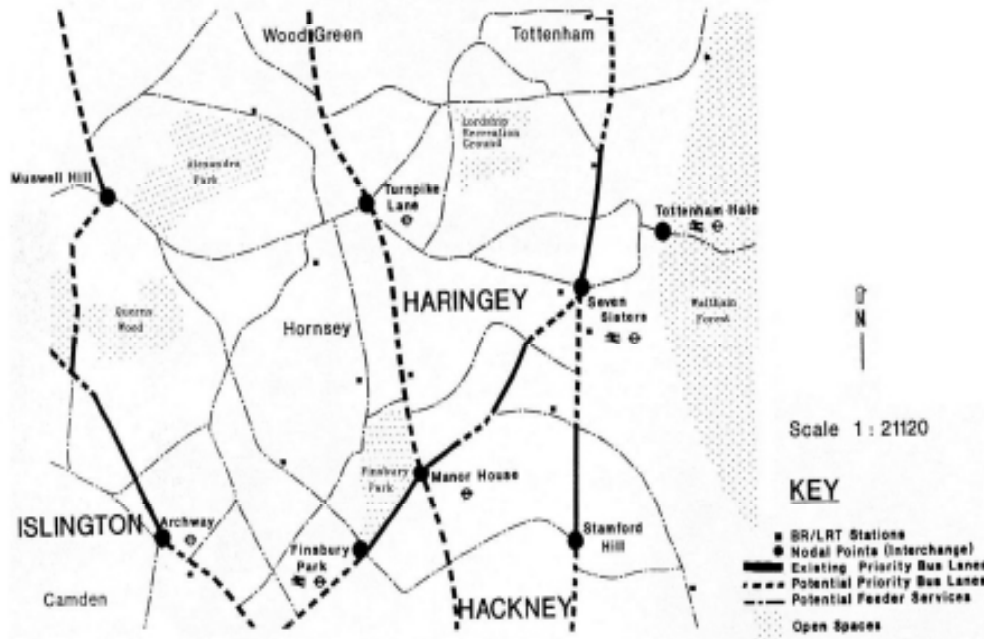 Wood Green
Tottenham
Lordship
Recreation
Ground
Alexandra
Park
Muswell Hill
Turnpike
Lane
Tottenham Hale
HARINGEY
Seven
Sisters
Waltham
Forest
Queens
Wood
Hornsey
N
Scale 1 : 21120
Finsbury
Park
Manor House
KEY
ISLINGTON
Archway
Finsbury
Park
Stamford
Hill
BR/LRT Stations
Nodal Points (Interchange)
Existing Priority Bus Lanes
Potential Priority Bus Lanes
Potential Feeder Services
Open Spaces
Camden
HACKNEY